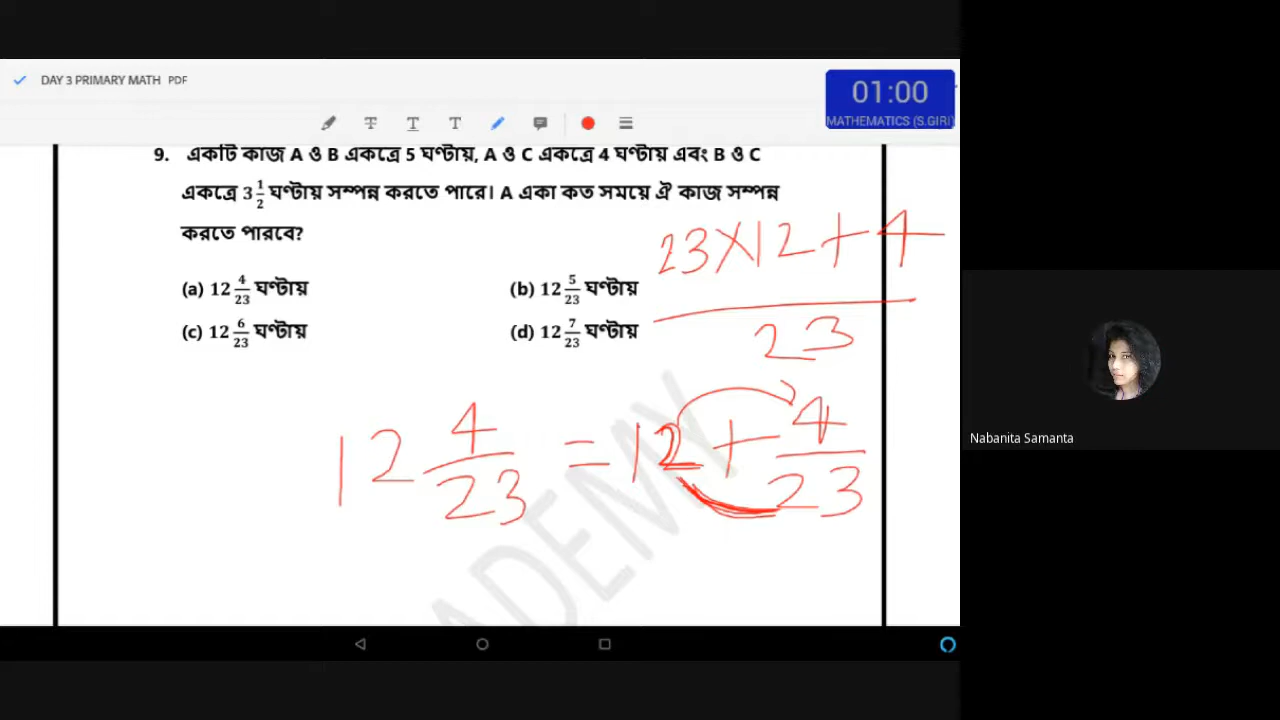 DAY 3 PRIMARY MATH PDF
01:00
MATHEMATICS (S.GIRI)
9. একটি কাজ A ও B একত্রে 5 ঘণ্টায়, A ও C একত্রে 4 ঘণ্টায় এবং B ও C
একত্রে 3 1/2 ঘণ্টায় সম্পন্ন করতে পারে। A একা কত সময়ে ঐ কাজ সম্পন্ন
করতে পারবে?
(a) 12 4/23 ঘণ্টায় (b) 12 5/23 ঘণ্টায়
(c) 12 6/23 ঘণ্টায় (d) 12 7/23 ঘণ্টায়
23×12+4
23
12 4/23 = 12 + 4/23
ADEMY
Nabanita Samanta